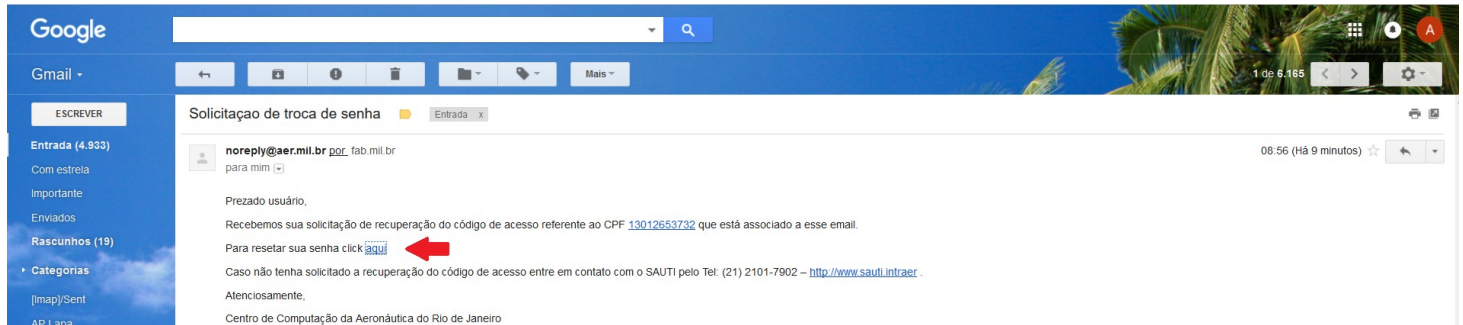 Google
A
Gmail
Mais
1 de 6.165
ESCREVER
Solicitaçao de troca de senha
Entrada x
Entrada (4.933)
noreply@aer.mil.br por fab.mil.br
08:56 (Há 9 minutos)
Com estrela
para mim
Importante
Prezado usuário,
Enviados
Recebemos sua solicitação de recuperação do código de acesso referente ao CPF 13012653732 que está associado a esse email.
Rascunhos (19)
Para resetar sua senha click aqui
Categorias
Caso não tenha solicitado a recuperação do código de acesso entre em contato com o SAUTI pelo Tel: (21) 2101-7902 – http://www.sauti.intraer .
[Imap]/Sent
Atenciosamente,
AP Lapa
Centro de Computação da Aeronáutica do Rio de Janeiro